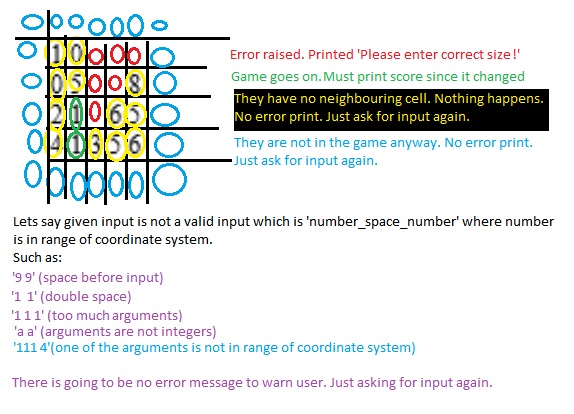 1 0
Error raised. Printed 'Please enter correct size!'
0 5 8
Game goes on. Must print score since it changed
They have no neighbouring cell. Nothing happens.
2 1 6 5
No error print. Just ask for input again.
They are not in the game anyway. No error print.
4 1 3 5 6
Just ask for input again.
Lets say given input is not a valid input which is 'number_space_number' where number
is in range of coordinate system.
Such as:
'9 9' (space before input)
'1  1' (double space)
'1 1 1' (too much arguments)
'a a' (arguments are not integers)
'111 4'(one of the arguments is not in range of coordinate system)
There is going to be no error message to warn user. Just asking for input again.